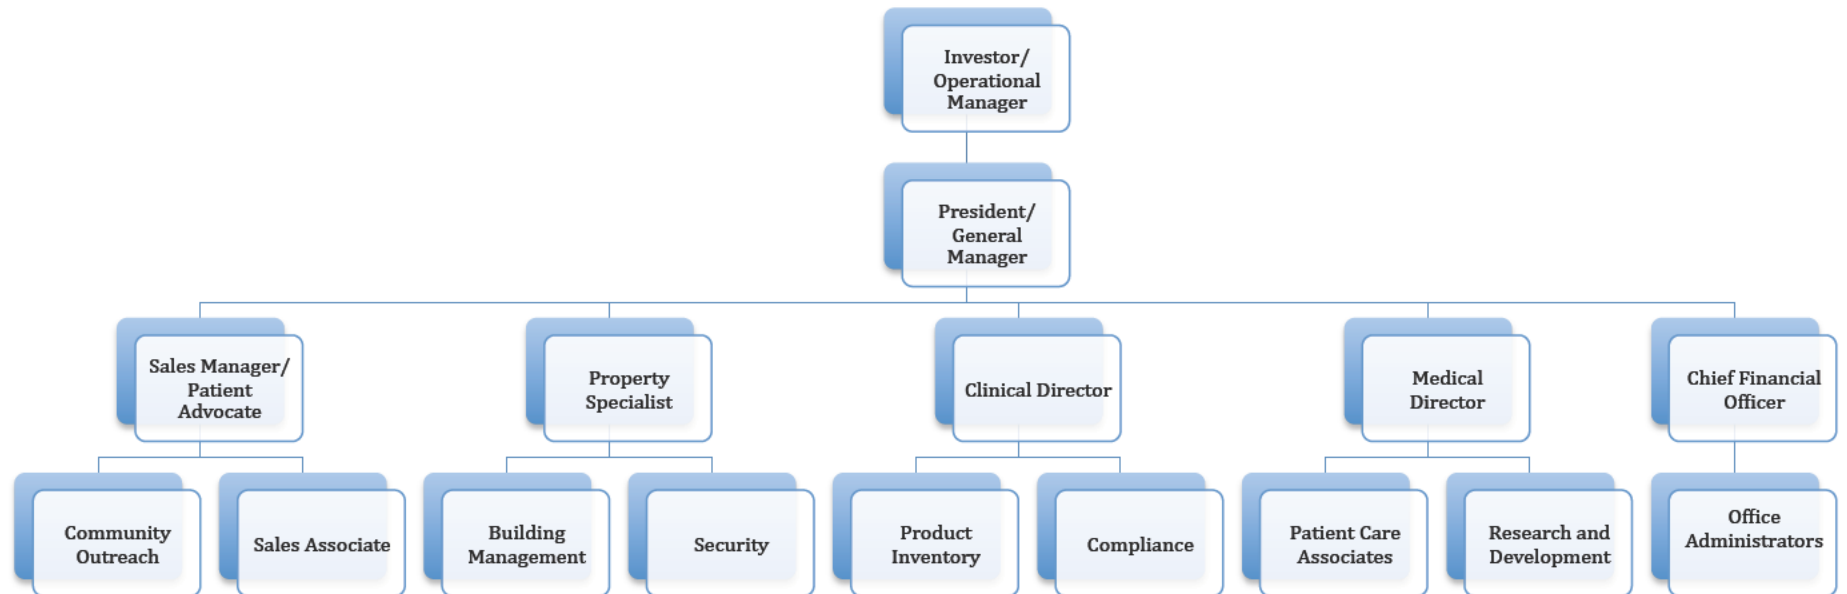 Investor/
Operational
Manager
President/
General
Manager
Sales Manager/
Patient
Advocate
Property
Specialist
Clinical Director
Medical
Director
Chief Financial
Officer
Community
Outreach
Sales Associate
Building
Management
Security
Product
Inventory
Compliance
Patient Care
Associates
Research and
Development
Office
Administrators